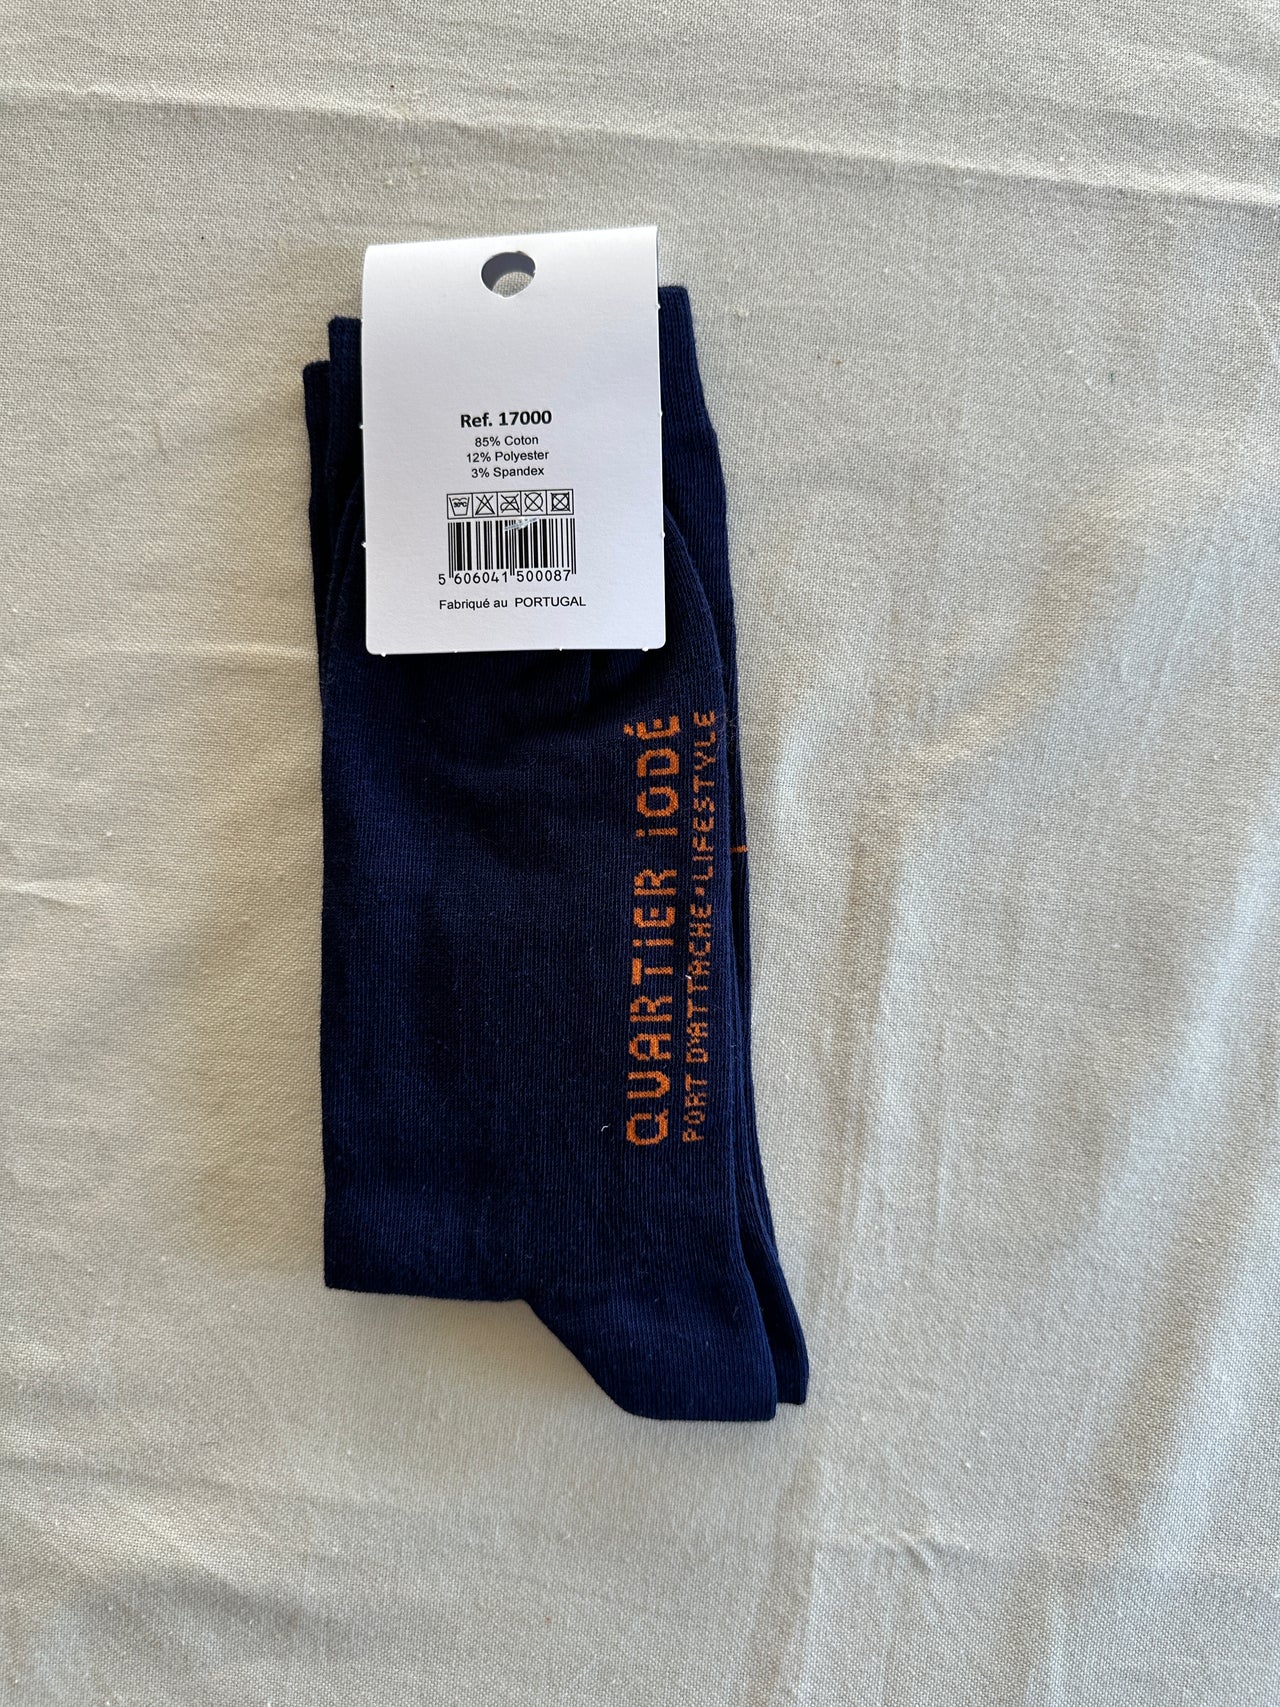 Ref. 17000
85% Coton
12% Polyester
3% Spandex
30°C
5 606041 500087
Fabriqué au PORTUGAL
QUARTIER IODÉ
PORT D'ATTACHE•LIFESTYLE